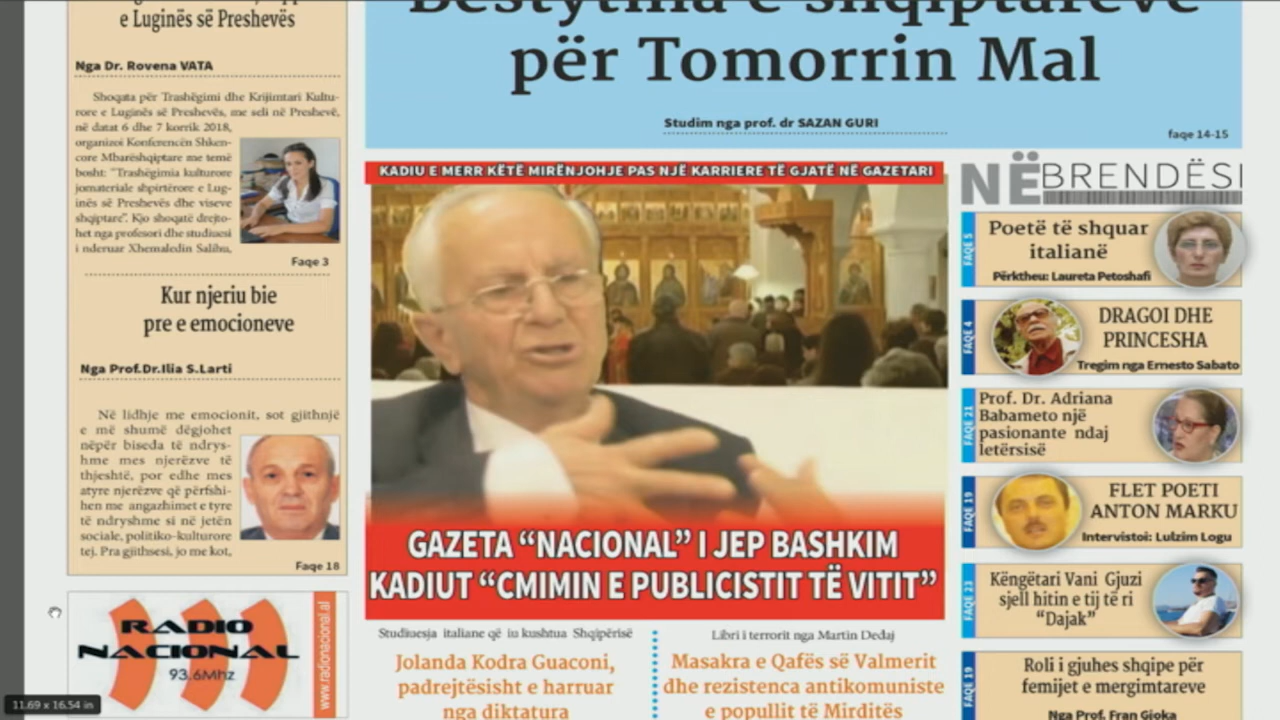 e Luginës së Preshevës
Nga Dr. Rovena VATA
Shoqata për Trashëgimi dhe Krijimtari Kultu-
rore e Luginës së Preshevës, me seli në Preshevë,
në datat 6 dhe 7 korrik 2018,
organizoi Konferencën Shken-
core Mbarëshqiptare me temë
bosht: "Trashëgimia kulturore
jomateriale shpirtërore e Lug-
inës së Preshevës dhe viseve
shqiptare". Kjo shoqatë drejto-
het nga profesori dhe studiuesi
i nderuar Xhemaledin Salihu,
Faqe 3
Kur njeriu bie
pre e emocioneve
Nga Prof.Dr.Ilia S.Larti
Në lidhje me emocionit, sot gjithnjë
e më shumë dëgjohet
nëpër biseda të ndrys-
hme mes njerëzve të
thjeshtë, por edhe mes
atyre njerëzve që përfshi-
hen me angazhimet e tyre
të ndryshme si në jetën
sociale, politiko-kulturore
tej. Pra gjithsesi, jo me kot,
Faqe 18
RADIO
NACIONAL
93.6Mhz
www.radionacional.al
11.69 x 16.54 in
Bestytnia e shqiptarëve
për Tomorrin Mal
Studim nga prof. dr SAZAN GURI
faqe 14-15
KADIU E MERR KËTË MIRËNJOHJE PAS NJË KARRIERE TË GJATË NË GAZETARI
GAZETA “NACIONAL” I JEP BASHKIM
KADIUT “CMIMIN E PUBLICISTIT TË VITIT”
Studiuesja italiane që iu kushtua Shqipërisë
Jolanda Kodra Guaconi,
padrejtësisht e harruar
nga diktatura
Libri i terrorit nga Martin Dedaj
Masakra e Qafës së Valmerit
dhe rezistenca antikomuniste
e popullit të Mirditës
NË BRENDËSI
FAQE 5
Poetë të shquar
italianë
Përktheu: Laureta Petoshati
FAQE 4
DRAGOI DHE
PRINCESHA
Tregim nga Ernesto Sabato
FAQE 21
Prof. Dr. Adriana
Babameto një
pasionante ndaj
letërsisë
FAQE 19
FLET POETI
ANTON MARKU
Intervistoi: Lulzim Logu
FAQE 23
Këngëtari Vani Gjuzi
sjell hitin e tij të ri
“Dajak”
FAQE 19
Roli i gjuhes shqipe për
femijet e mergimtareve
Nga Prof. Fran Gjoka